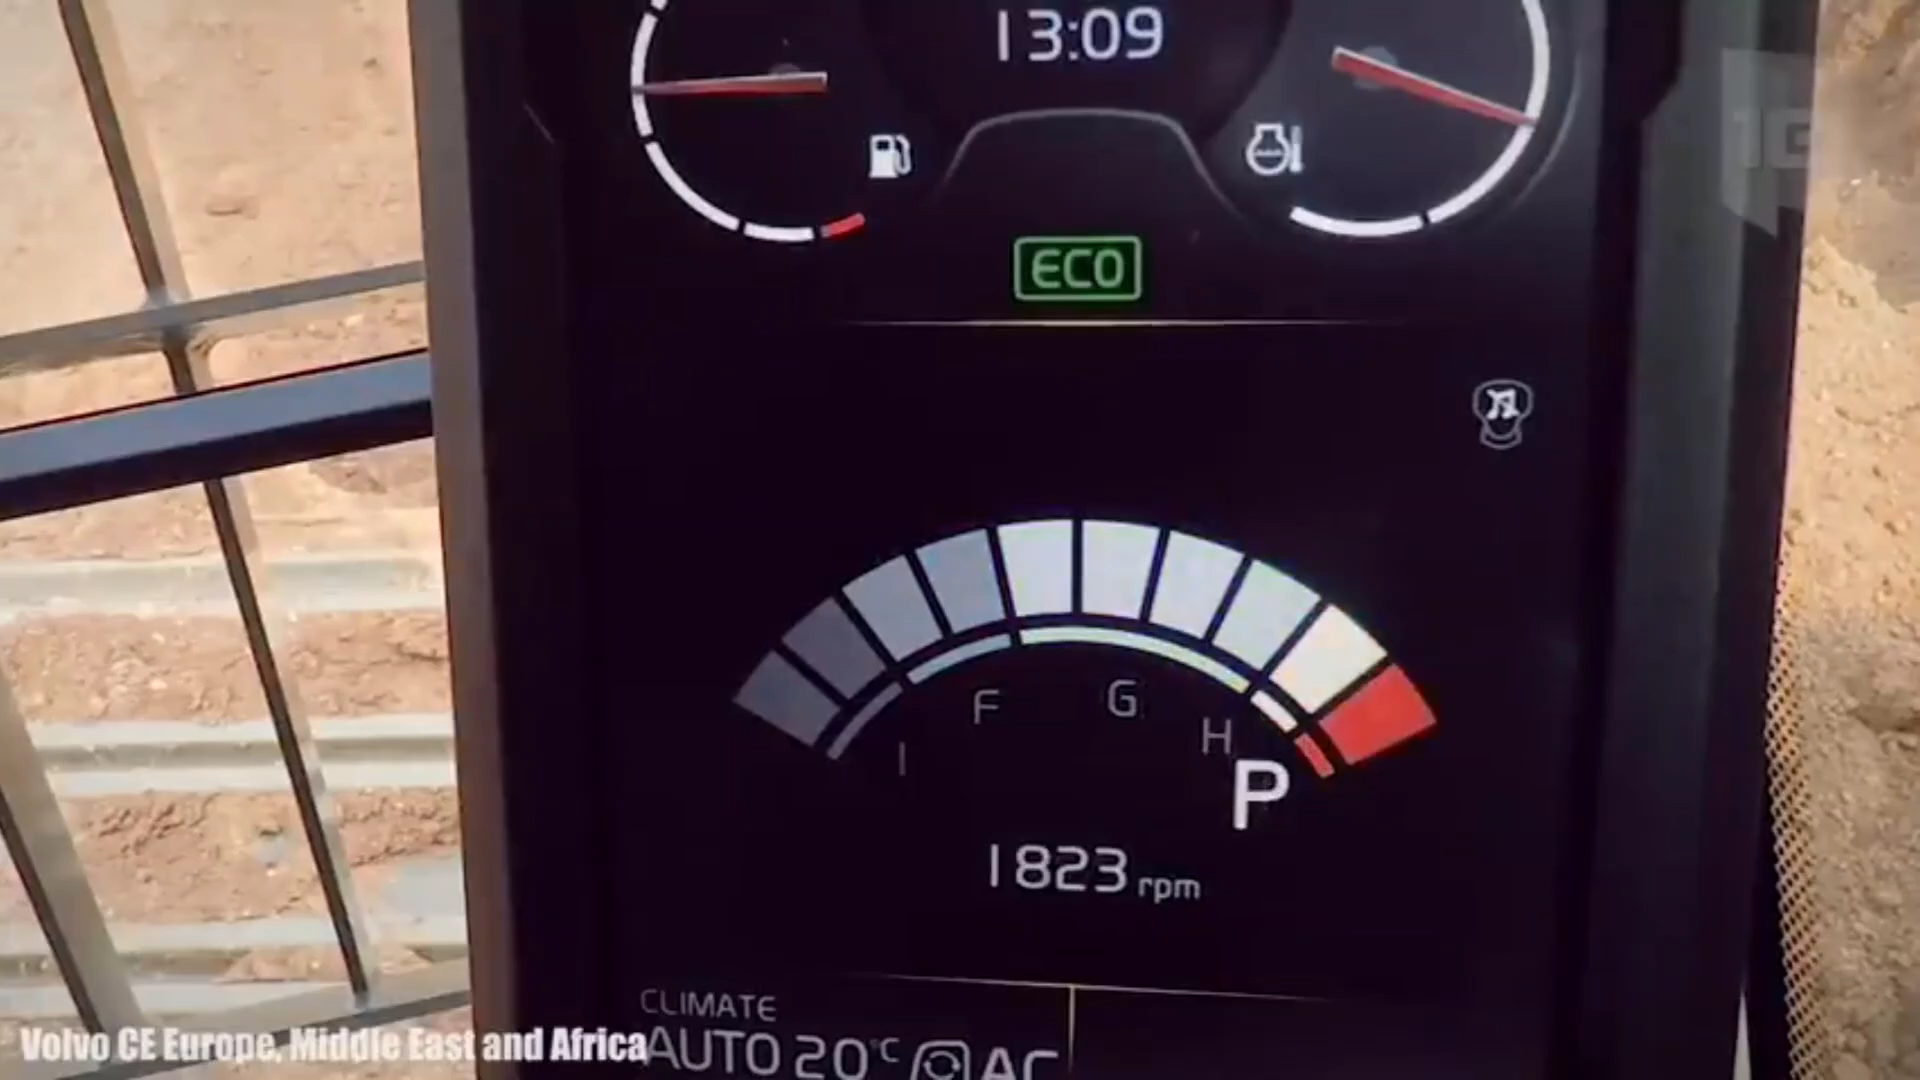 13:09
ECO
I F G H
P
1823 rpm
CLIMATE
AUTO 20°C AC
Volvo CE Europe, Middle East and Africa